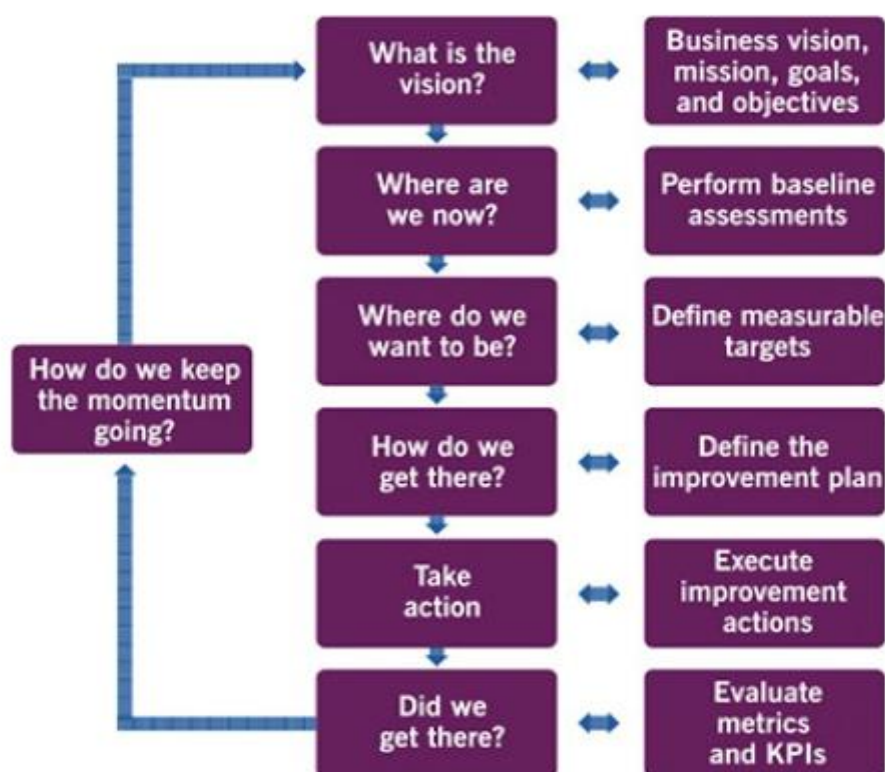 What is the
vision?
Business vision,
mission, goals,
and objectives
Where are
we now?
Perform baseline
assessments
Where do we
want to be?
Define measurable
targets
How do we keep
the momentum
going?
How do we
get there?
Define the
improvement plan
Take
action
Execute
improvement
actions
Did we
get there?
Evaluate
metrics
and KPIs